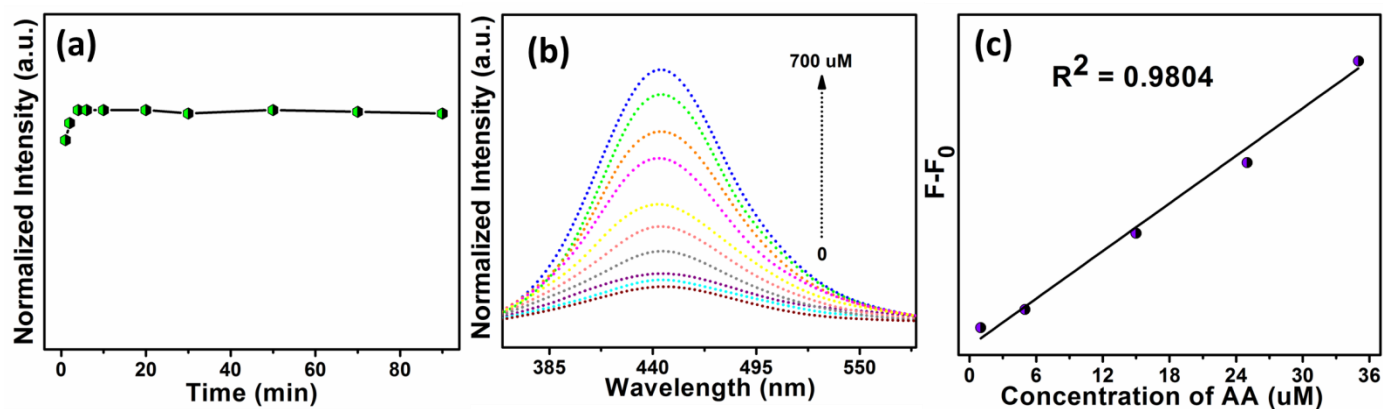 (a)
Normalized Intensity (a.u.)
0 20 40 60 80
Time (min)
(b)
Normalized Intensity (a.u.)
700 uM
0
385 440 495 550
Wavelength (nm)
(c)
R² = 0.9804
F-F₀
0 6 12 18 24 30 36
Concentration of AA (uM)